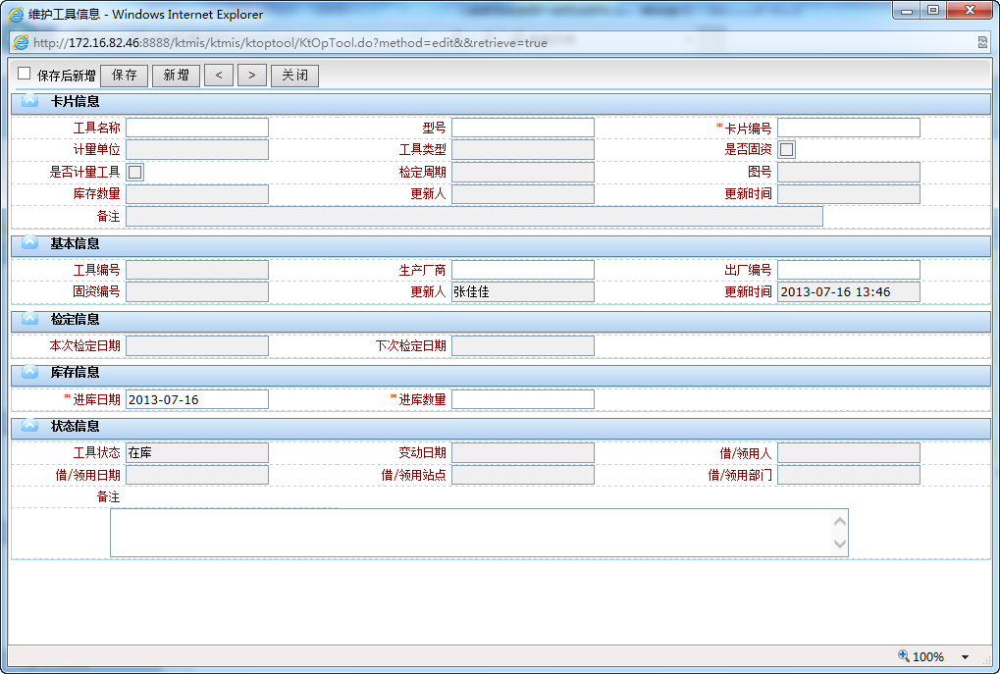 维护工具信息 - Windows Internet Explorer
http://172.16.82.46:8888/ktmis/ktmis/ktoptool/KtOpTool.do?method=edit&&retrieve=true
保存后新增 保存 新增 < > 关闭
卡片信息
工具名称 型号 *卡片编号
计量单位 工具类型 是否固资
是否计量工具 检定周期 图号
库存数量 更新人 更新时间
备注
基本信息
工具编号 生产厂商 出厂编号
固资编号 更新人 张佳佳 更新时间 2013-07-16 13:46
检定信息
本次检定日期 下次检定日期
库存信息
*进库日期 2013-07-16 *进库数量
状态信息
工具状态 在库 变动日期 借/领用人
借/领用日期 借/领用站点 借/领用部门
备注
100%